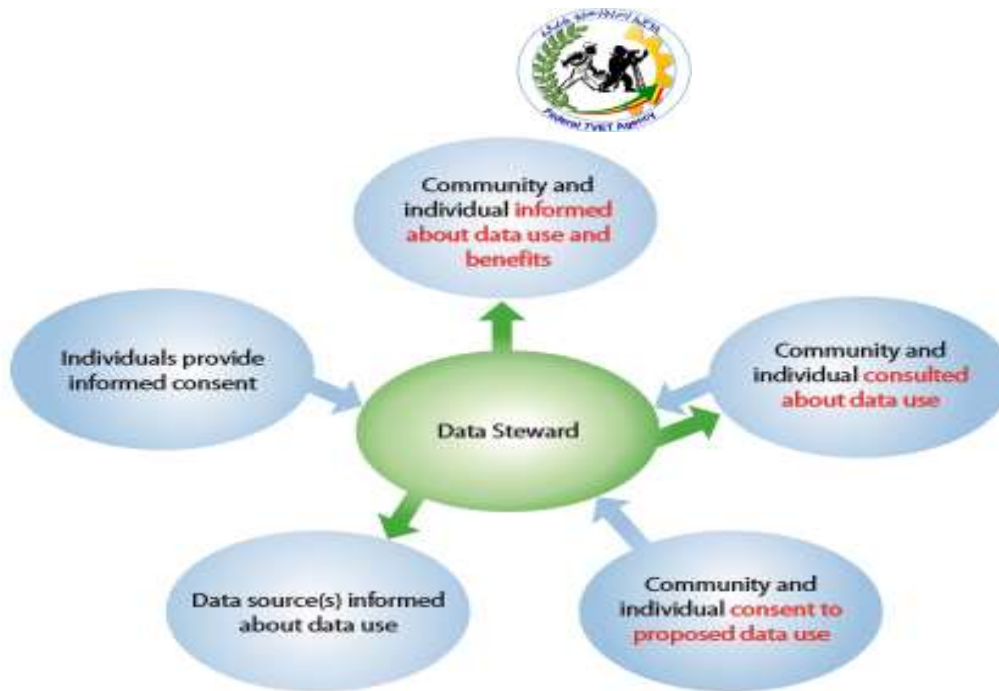 Federal TVET Agency
Community and
individual informed
about data use and
benefits
Individuals provide
informed consent
Community and
individual consulted
about data use
Data Steward
Data source(s) informed
about data use
Community and
individual consent to
proposed data use